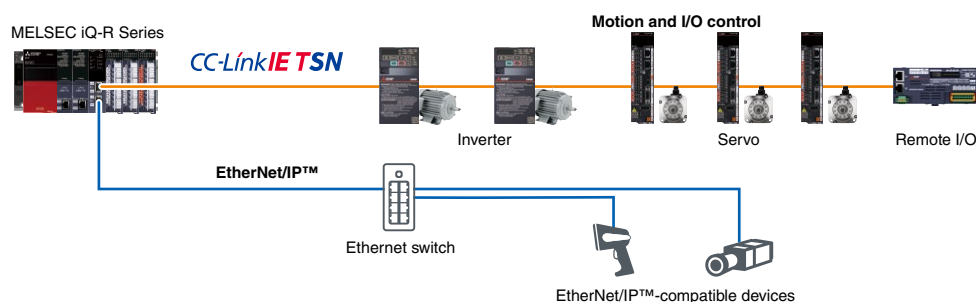 Motion and I/O control
MELSEC iQ-R Series
CC-Link IE TSN
Inverter
Servo
Remote I/O
EtherNet/IP™
Ethernet switch
EtherNet/IP™-compatible devices